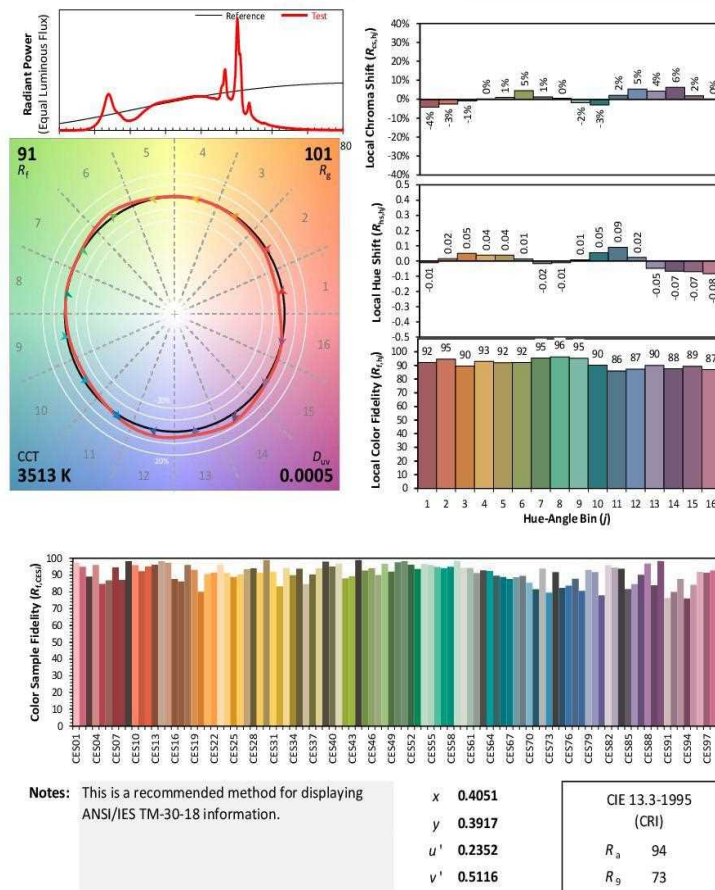 Reference Test
Radiant Power
(Equal Luminous Flux)
80
91
Rf
101
Rg
5 4
6 3
7 2
8 1
9 16
10 15
11 14
12 13
20%
20%
CCT
3513 K
Duv
0.0005
Local Chroma Shift (Rcs,hj)
40%
30%
20%
10%
0%
-10%
-20%
-30%
-40%
-4% -3% -1% 0% 1% 5% 1% 0% -2% -3% 2% 5% 4% 6% 2% 0%
Local Hue Shift (Rhs,hj)
0.5
0.4
0.3
0.2
0.1
0.0
-0.1
-0.2
-0.3
-0.4
-0.5
-0.01 0.02 0.05 0.04 0.04 0.01 -0.02 -0.01 0.01 0.05 0.09 0.02 -0.05 -0.07 -0.07 -0.08
Local Color Fidelity (Rf,hj)
100
90
80
70
60
50
40
30
20
10
0
92 95 90 93 92 92 95 96 95 90 86 87 90 88 89 87
1 2 3 4 5 6 7 8 9 10 11 12 13 14 15 16
Hue-Angle Bin (j)
Color Sample Fidelity (Rf,CESi)
100
90
80
70
60
50
40
30
20
10
0
CES01 CES04 CES07 CES10 CES13 CES16 CES19 CES22 CES25 CES28 CES31 CES34 CES37 CES40 CES43 CES46 CES49 CES52 CES55 CES58 CES61 CES64 CES67 CES70 CES73 CES76 CES79 CES82 CES85 CES88 CES91 CES94 CES97
Notes: This is a recommended method for displaying
ANSI/IES TM-30-18 information.
x 0.4051
y 0.3917
u' 0.2352
v' 0.5116
CIE 13.3-1995
(CRI)
Ra 94
R9 73